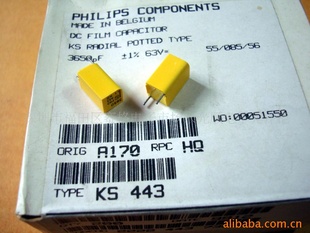 PHILIPS COMPONENTS
MADE IN BELGIUM
DC FILM CAPACITOR
KS RADIAL POTTED TYPE
3650pF ±1% 63V= 55/085/56
WO:00051550
ORIG A170 RPC HQ
TYPE KS 443
alibaba.com.cn